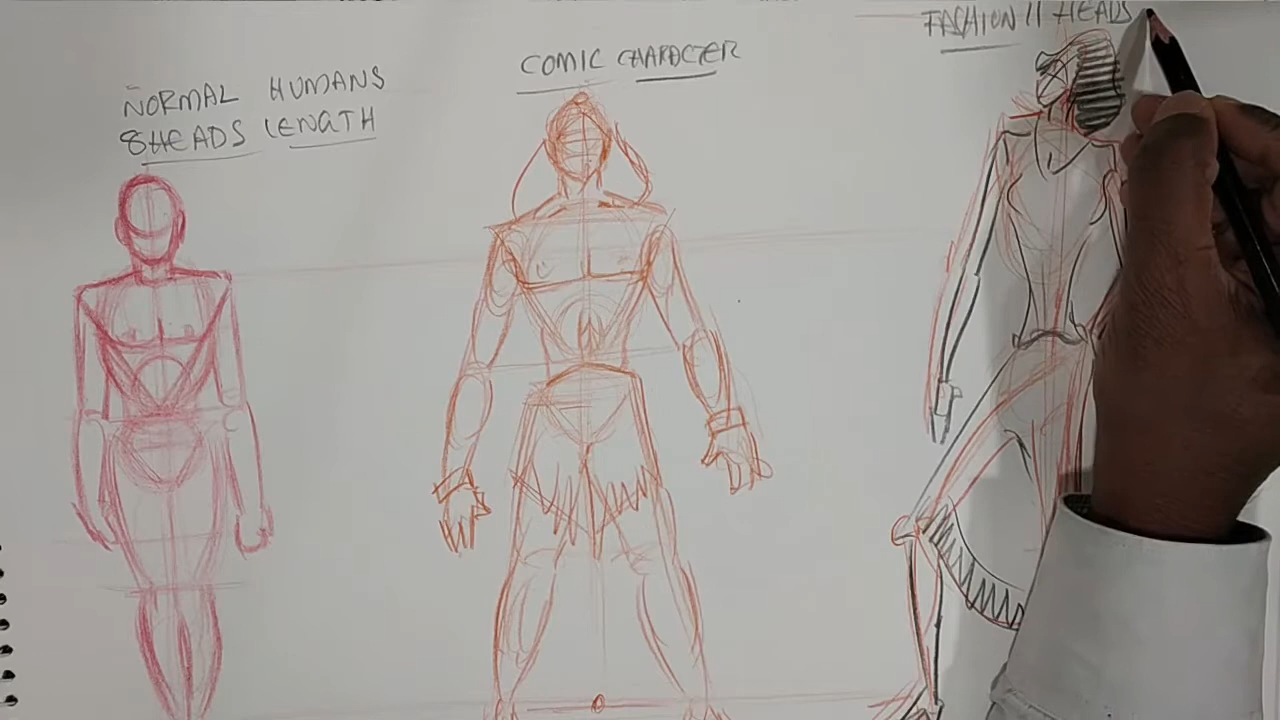 NORMAL HUMANS
8HEADS LENGTH
COMIC CHARACTER
FASHION 11 HEADS